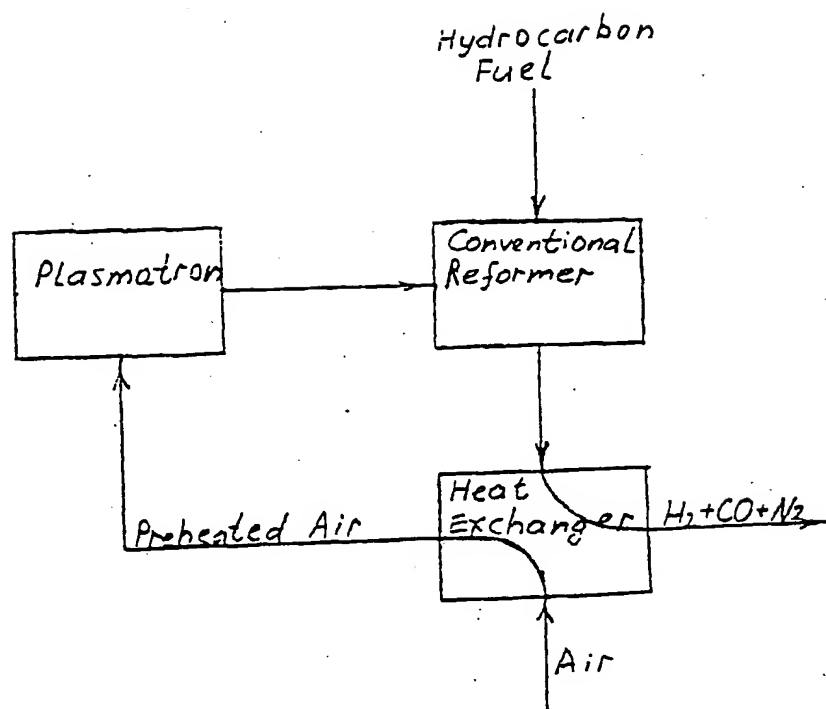 Hydrocarbon
Fuel
Plasmatron
Conventional
Reformer
Heat
Exchanger
H₂+CO+N₂
Preheated Air
Air